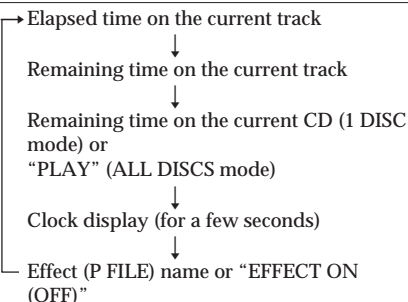 Elapsed time on the current track
Remaining time on the current track
Remaining time on the current CD (1 DISC
mode) or
“PLAY” (ALL DISCS mode)
Clock display (for a few seconds)
Effect (P FILE) name or “EFFECT ON
(OFF)”